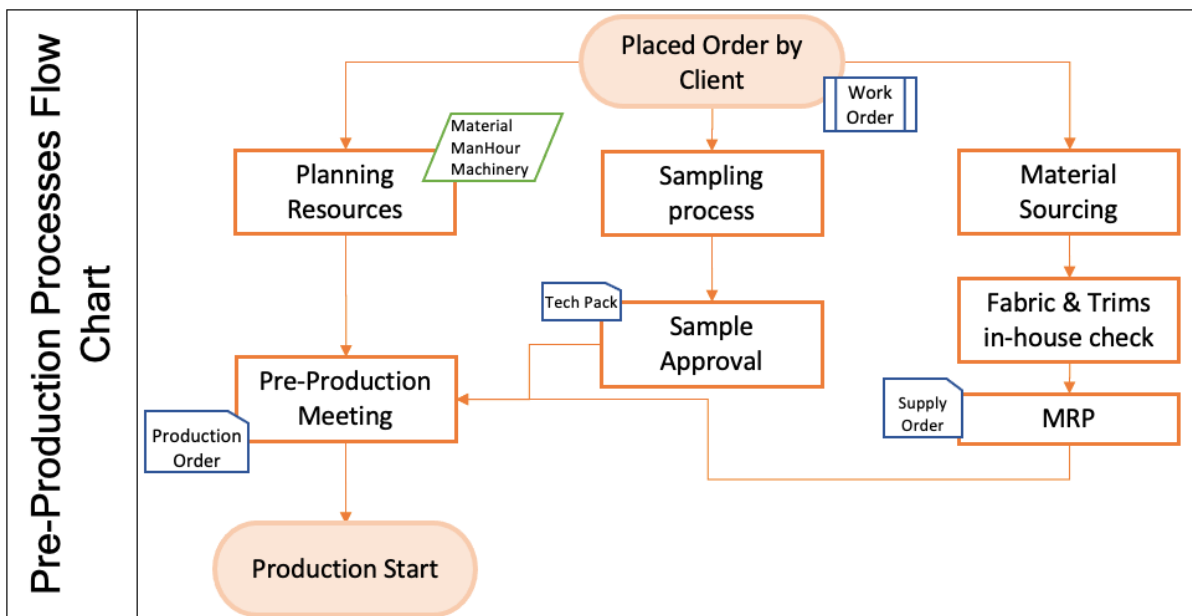 Pre-Production Processes Flow
Chart
Placed Order by
Client
Work
Order
Material
ManHour
Machinery
Planning
Resources
Sampling
process
Material
Sourcing
Tech Pack
Sample
Approval
Fabric & Trims
in-house check
Pre-Production
Meeting
Production
Order
Supply
Order
MRP
Production Start